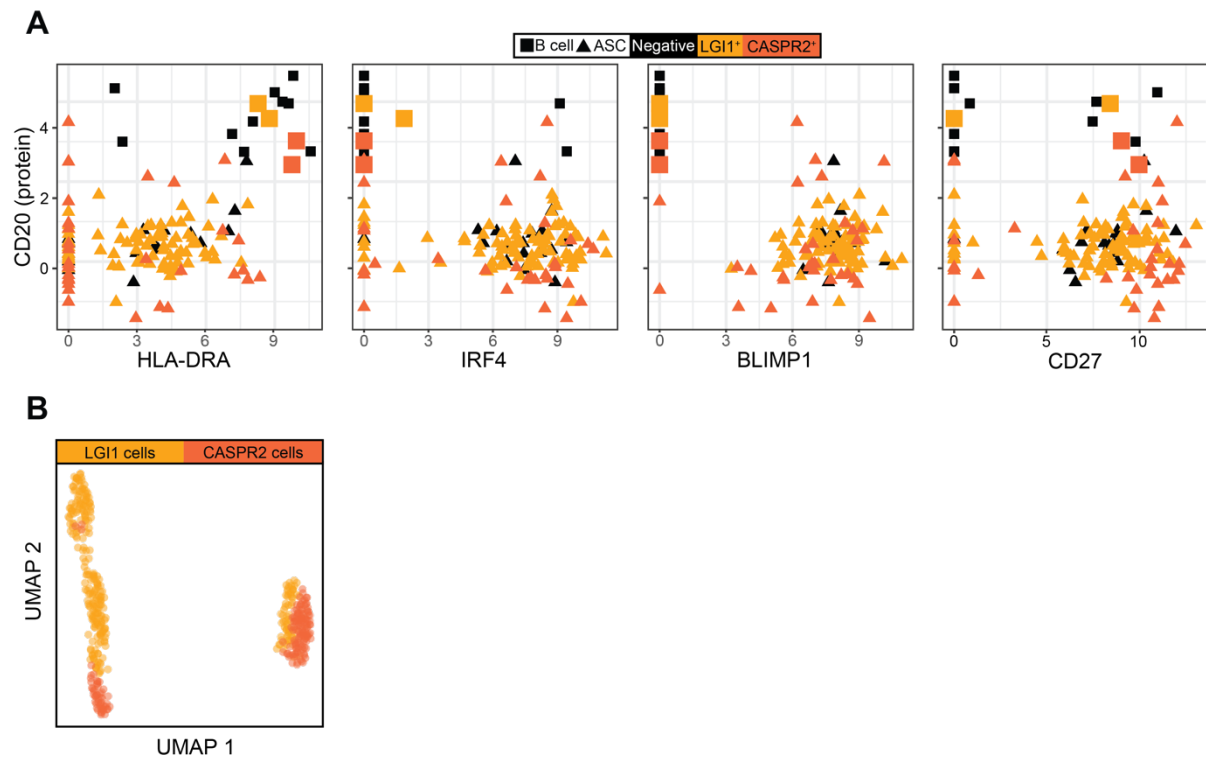 A
B cell ASC Negative LGI1⁺ CASPR2⁺
CD20 (protein)
4
2
0
0 3 6 9
HLA-DRA
0 3 6 9
IRF4
0 3 6 9
BLIMP1
0 5 10
CD27
B
LGI1 cells CASPR2 cells
UMAP 2
UMAP 1